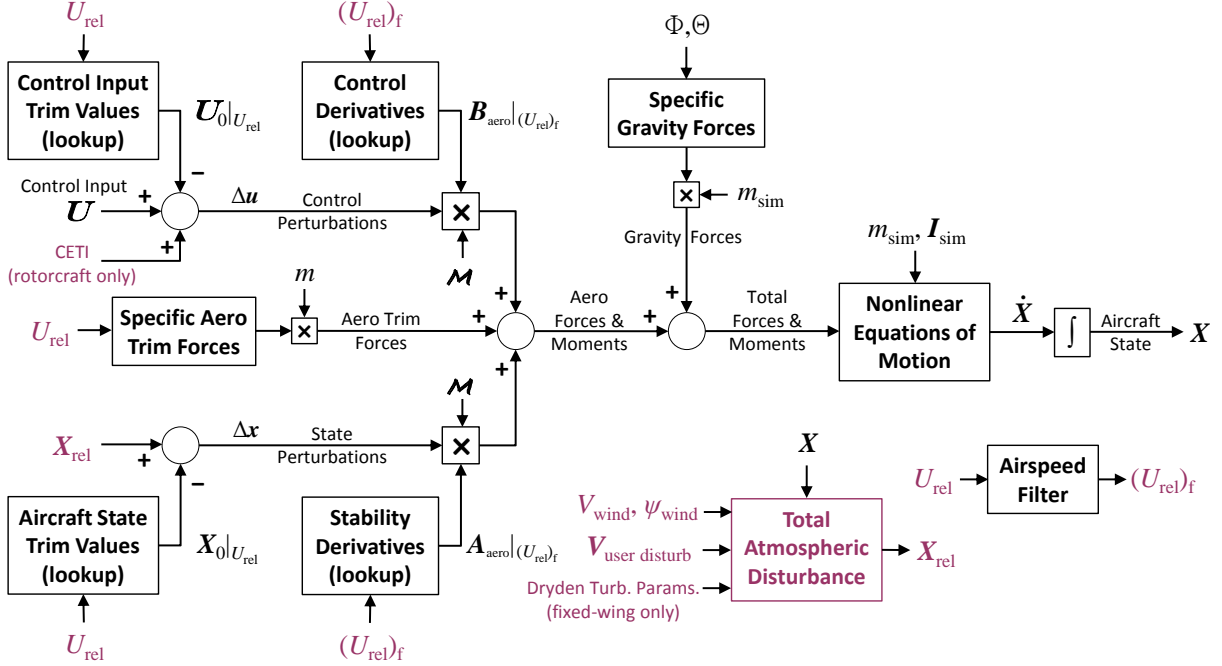 U_rel
(U_rel)_f
Φ,Θ
Control Input
Trim Values
(lookup)
U₀|U_rel
Control
Derivatives
(lookup)
B_aero|(U_rel)_f
Specific
Gravity Forces
−
×
m_sim
Control Input
U
+
Δu
Control
Perturbations
×
CETI
(rotorcraft only)
+
M
Gravity Forces
m_sim, I_sim
m
+
+
U_rel
Specific Aero
Trim Forces
×
Aero Trim
Forces
+
Aero
Forces &
Moments
+
Total
Forces &
Moments
Nonlinear
Equations of
Motion
Ẋ
∫
Aircraft
State
X
+
M
X_rel
+
Δx
State
Perturbations
×
−
Aircraft State
Trim Values
(lookup)
X₀|U_rel
Stability
Derivatives
(lookup)
A_aero|(U_rel)_f
U_rel
(U_rel)_f
X
V_wind, ψ_wind
V_user disturb
Dryden Turb. Params.
(fixed-wing only)
Total
Atmospheric
Disturbance
X_rel
U_rel
Airspeed
Filter
(U_rel)_f